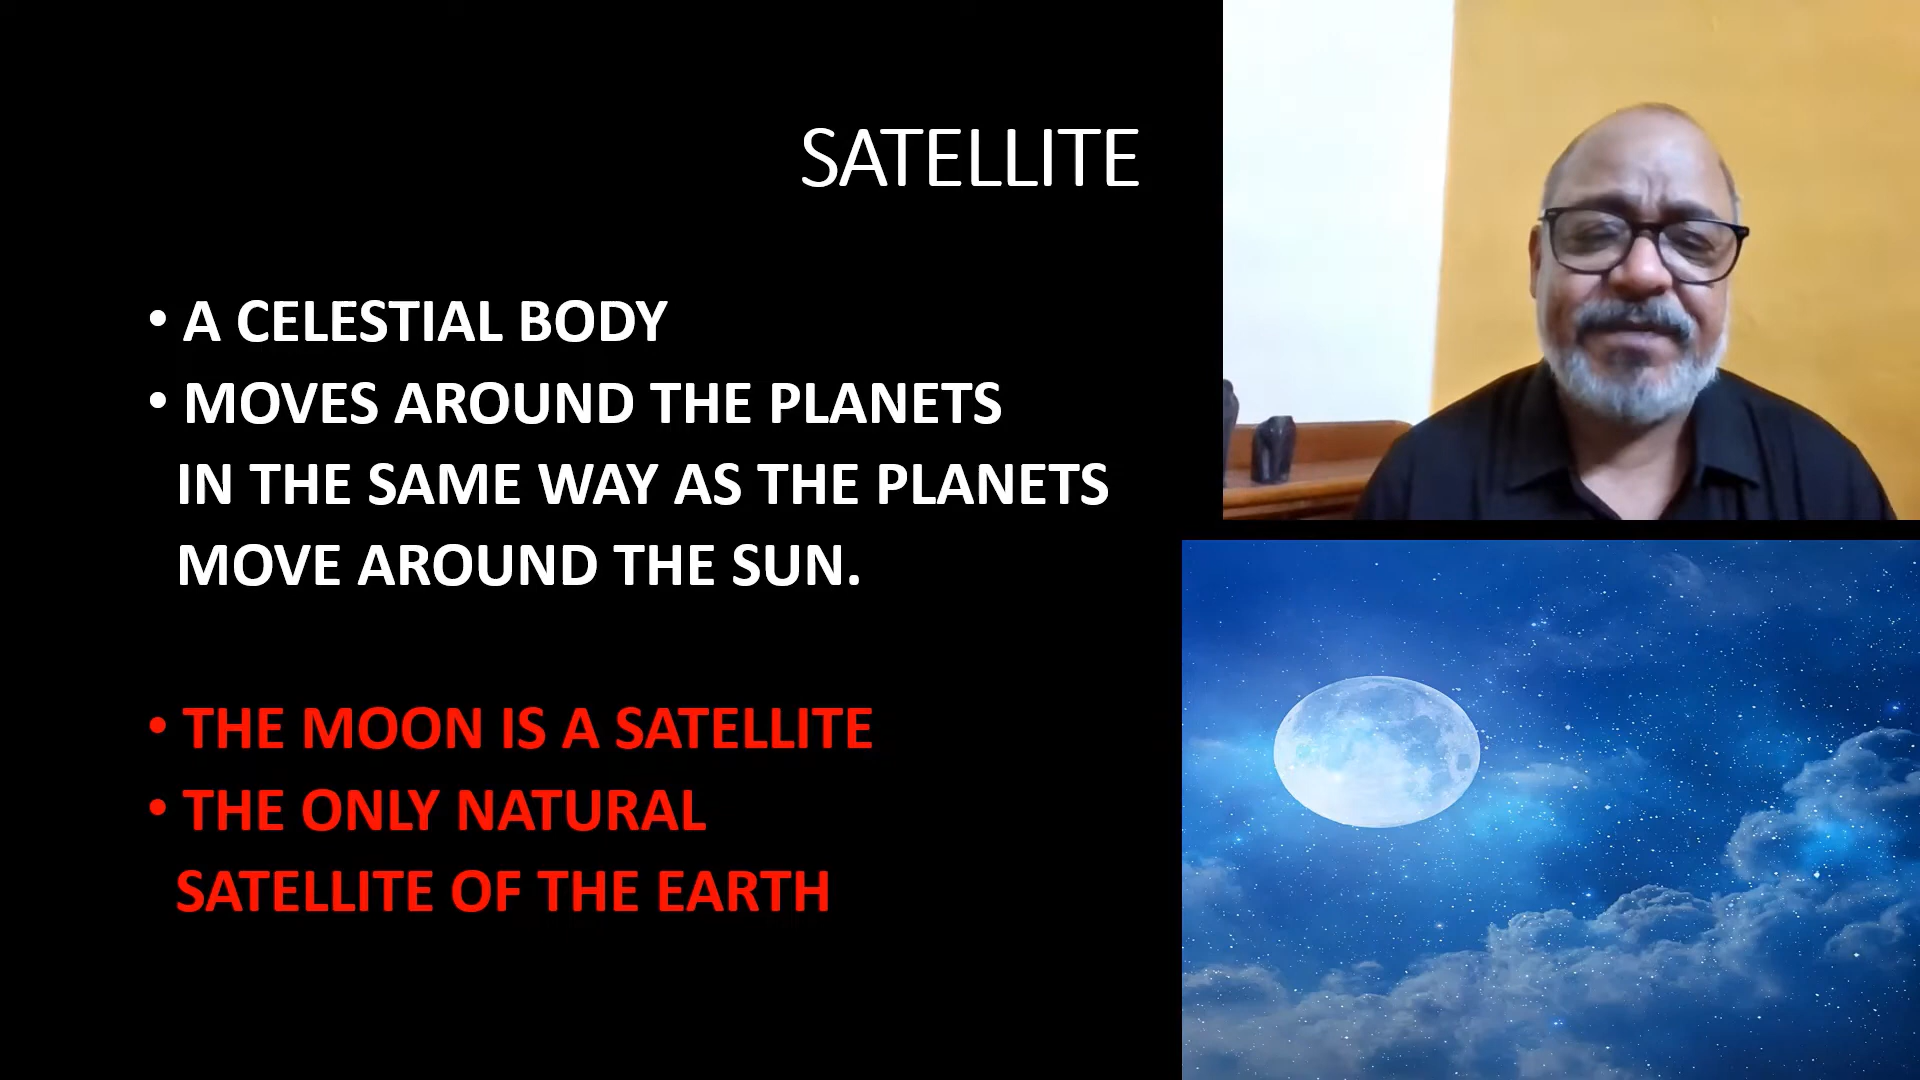 SATELLITE
• A CELESTIAL BODY
• MOVES AROUND THE PLANETS
IN THE SAME WAY AS THE PLANETS
MOVE AROUND THE SUN.
• THE MOON IS A SATELLITE
• THE ONLY NATURAL
SATELLITE OF THE EARTH